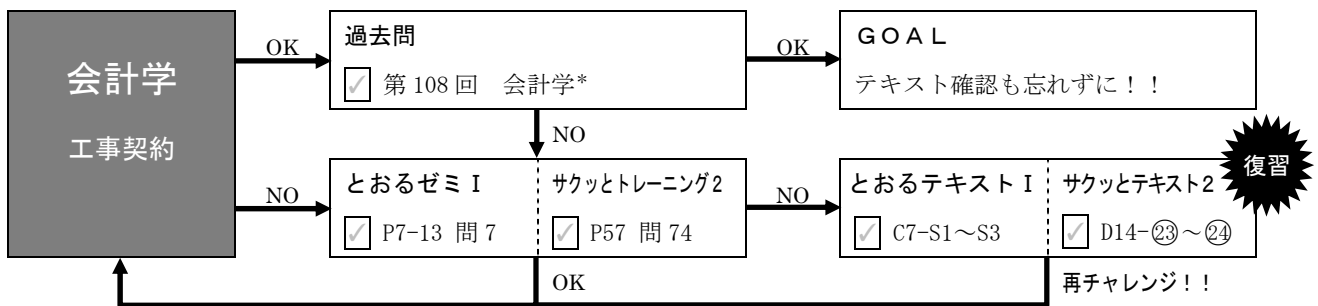 会計学
工事契約
OK
過去問
✓ 第108回 会計学*
OK
GOAL
テキスト確認も忘れずに！！
NO
NO
とおるゼミⅠ
✓ P7-13 問7
サクッとトレーニング2
✓ P57 問74
NO
とおるテキストⅠ
✓ C7-S1～S3
サクッとテキスト2
✓ D14-㉓～㉔
復習
OK
再チャレンジ！！